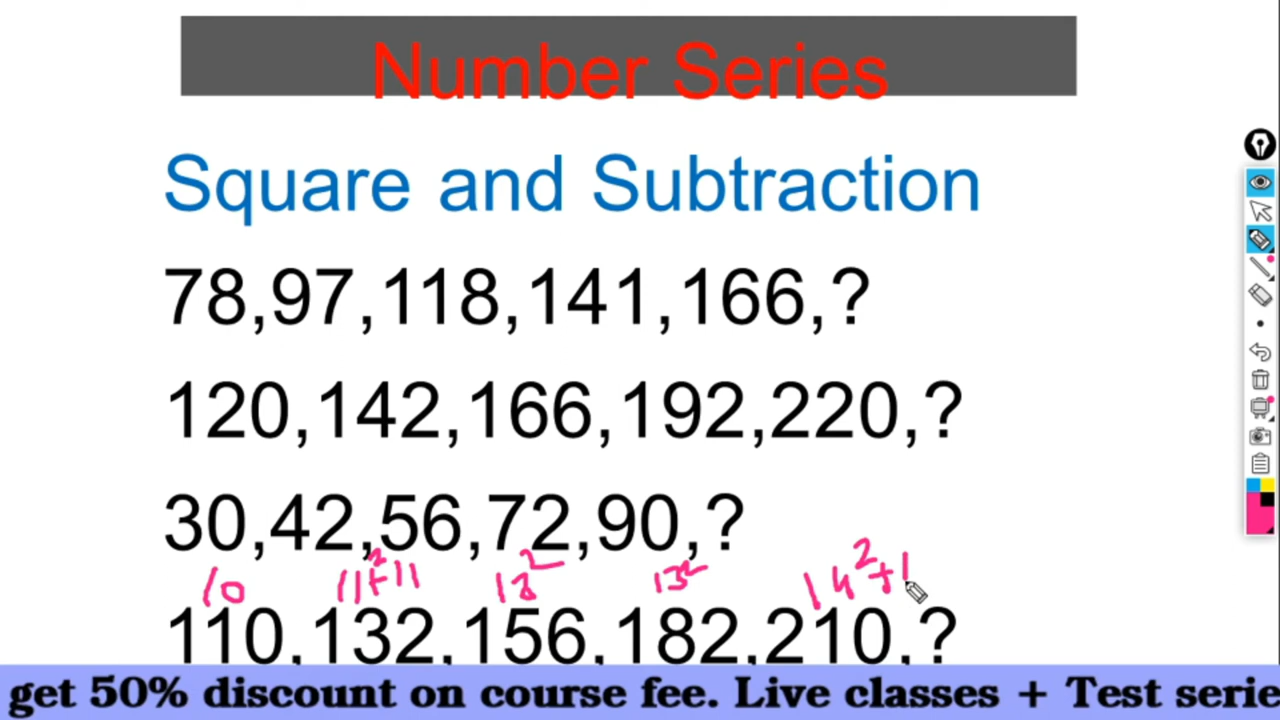 Number Series
Square and Subtraction
78,97,118,141,166,?
120,142,166,192,220,?
30,42,56,72,90,?
10 11²+11 12² 13² 14²+1
110,132,156,182,210,?
get 50% discount on course fee. Live classes + Test serie